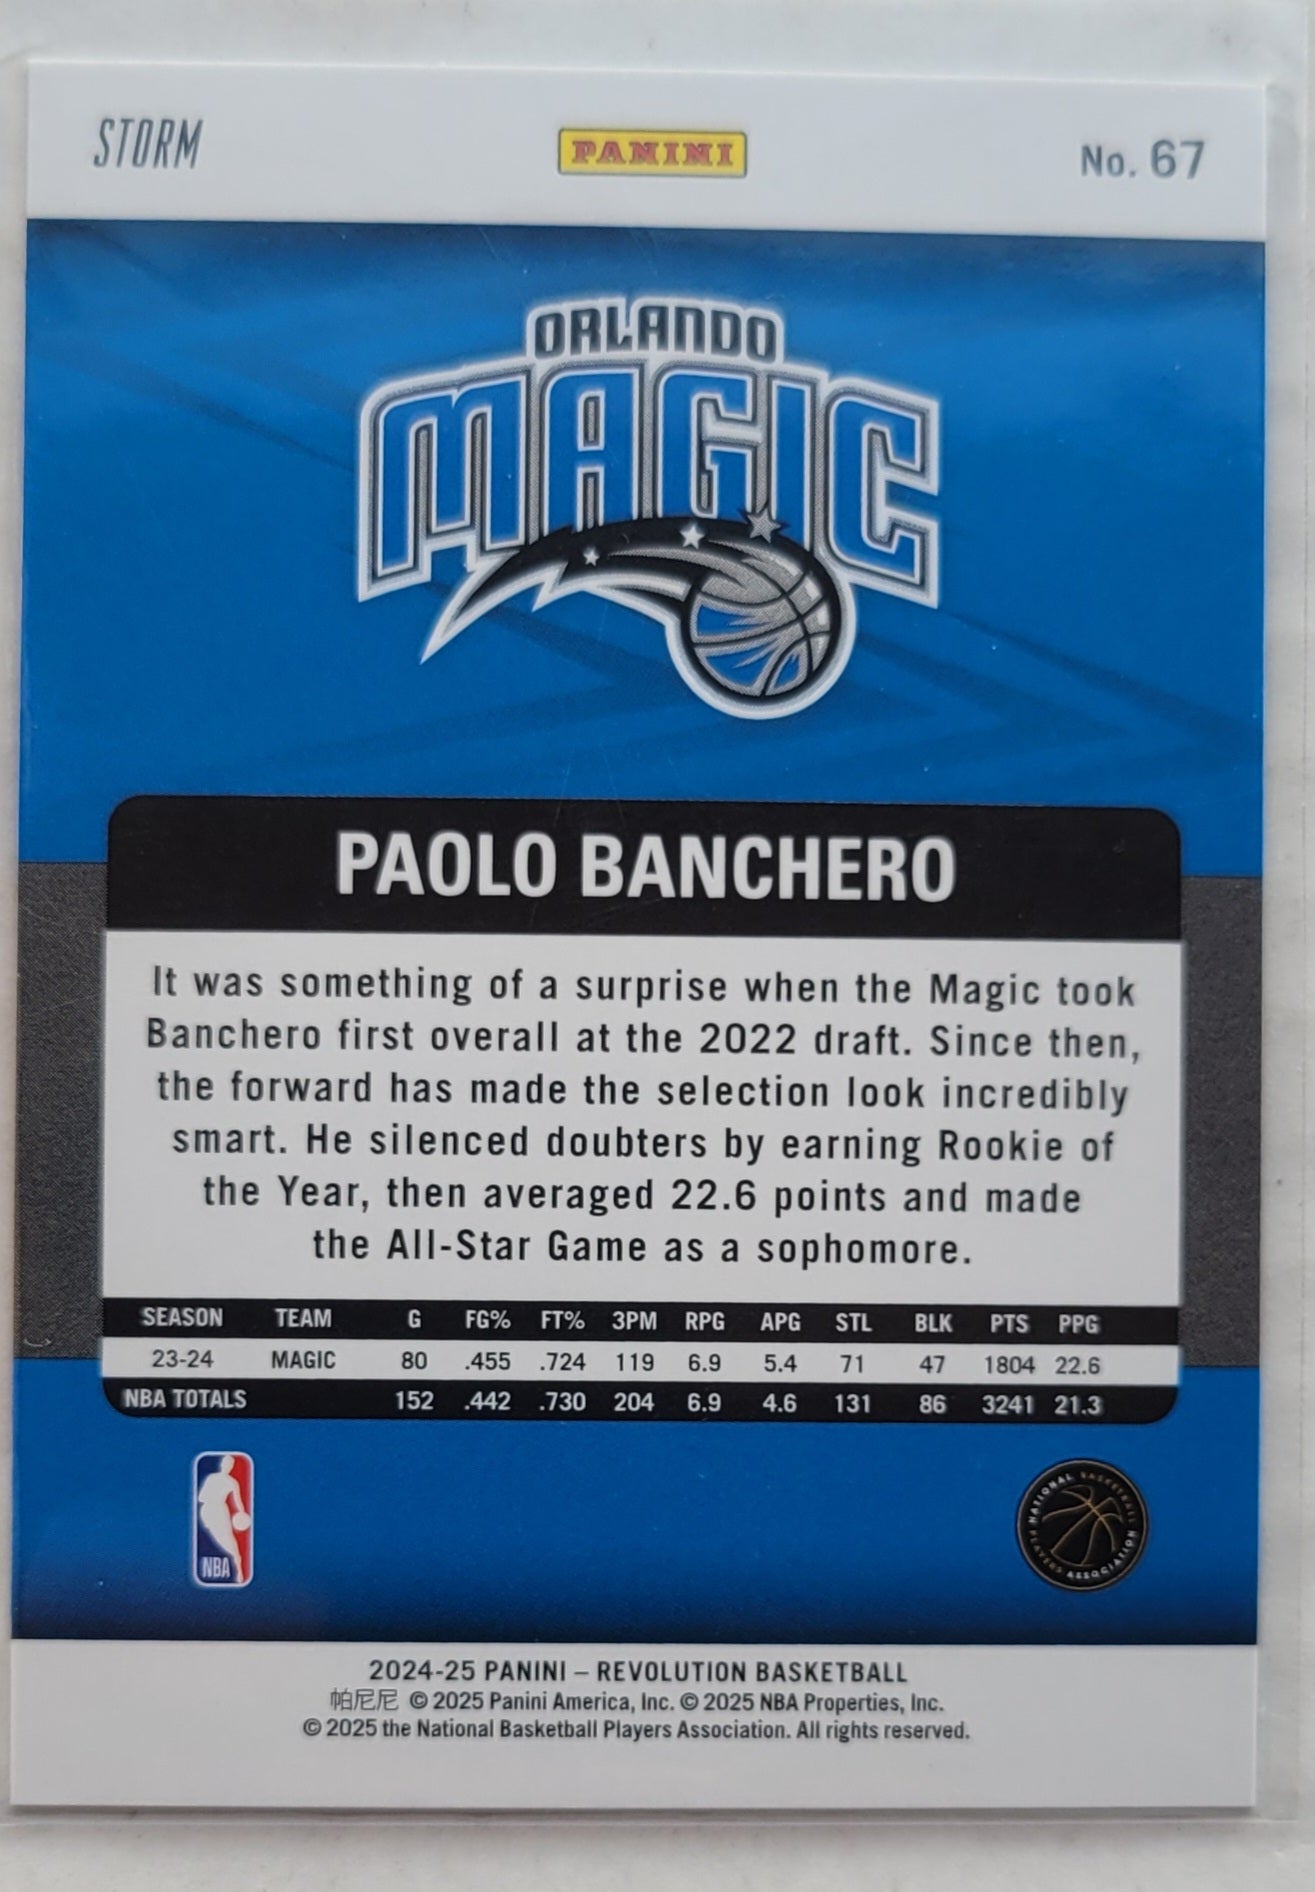 STORM PANINI No. 67
ORLANDO
MAGIC
PAOLO BANCHERO
It was something of a surprise when the Magic took
Banchero first overall at the 2022 draft. Since then,
the forward has made the selection look incredibly
smart. He silenced doubters by earning Rookie of
the Year, then averaged 22.6 points and made
the All-Star Game as a sophomore.
SEASON TEAM G FG% FT% 3PM RPG APG STL BLK PTS PPG
23-24 MAGIC 80 .455 .724 119 6.9 5.4 71 47 1804 22.6
NBA TOTALS 152 .442 .730 204 6.9 4.6 131 86 3241 21.3
NBA
NATIONAL BASKETBALL PLAYERS ASSOCIATION
2024-25 PANINI – REVOLUTION BASKETBALL
帕尼尼 © 2025 Panini America, Inc. © 2025 NBA Properties, Inc.
© 2025 the National Basketball Players Association. All rights reserved.